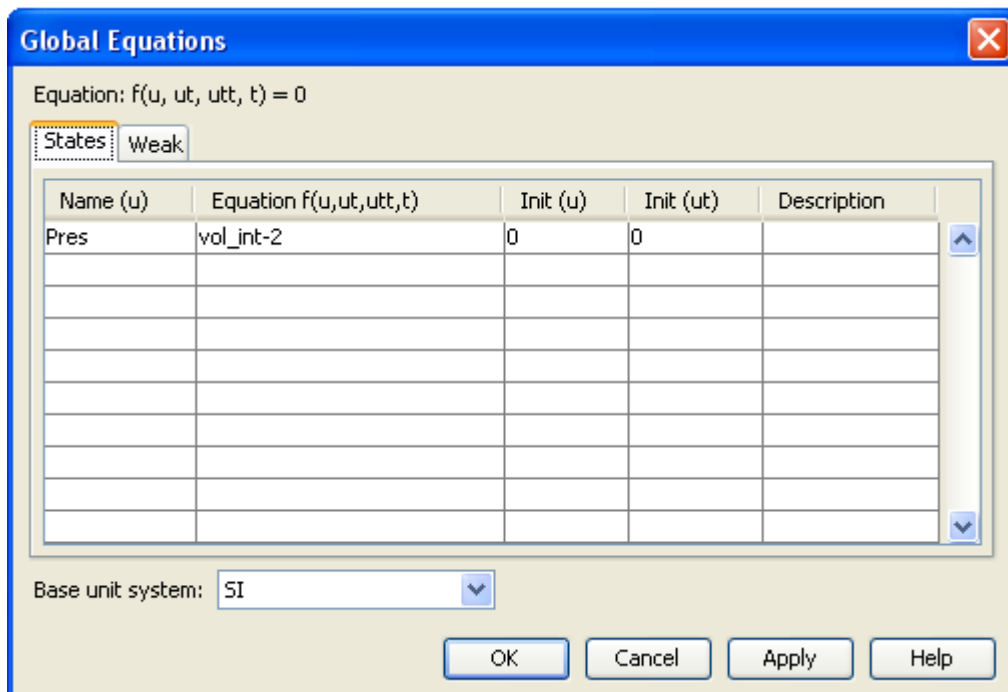 Global Equations
Equation: f(u, ut, utt, t) = 0
States Weak
Name (u) Equation f(u,ut,utt,t) Init (u) Init (ut) Description
Pres vol_int-2 0 0
Base unit system: SI
OK Cancel Apply Help